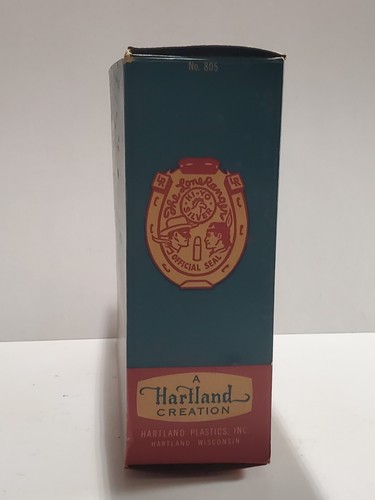 No. 805
The Lone Ranger
HI-YO
SILVER
OFFICIAL SEAL
A
Hartland
CREATION
HARTLAND PLASTICS, INC
HARTLAND, WISCONSIN